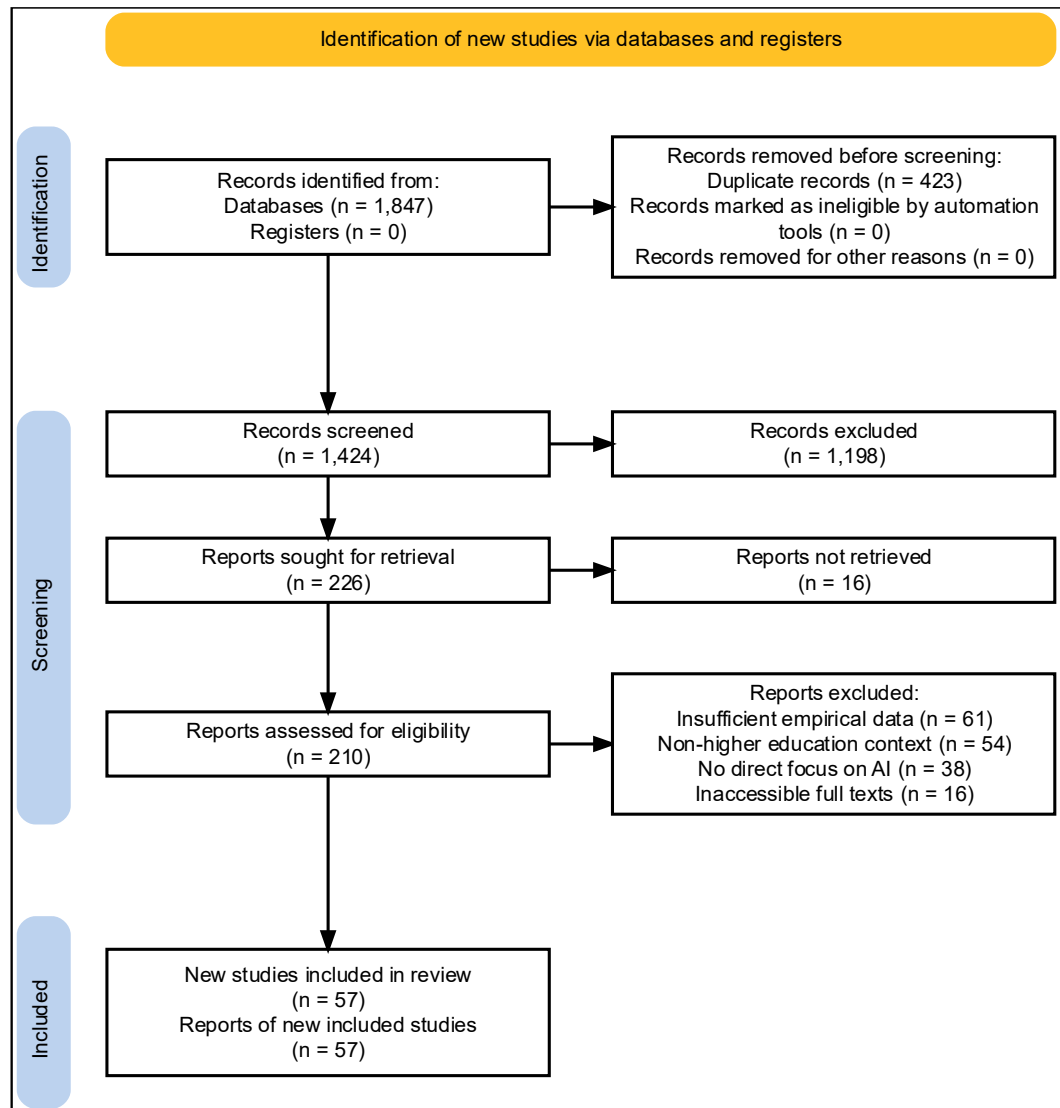 Identification of new studies via databases and registers
Identification
Records identified from:
Databases (n = 1,847)
Registers (n = 0)
Records removed before screening:
Duplicate records (n = 423)
Records marked as ineligible by automation
tools (n = 0)
Records removed for other reasons (n = 0)
Screening
Records screened
(n = 1,424)
Records excluded
(n = 1,198)
Reports sought for retrieval
(n = 226)
Reports not retrieved
(n = 16)
Reports assessed for eligibility
(n = 210)
Reports excluded:
Insufficient empirical data (n = 61)
Non-higher education context (n = 54)
No direct focus on AI (n = 38)
Inaccessible full texts (n = 16)
Included
New studies included in review
(n = 57)
Reports of new included studies
(n = 57)